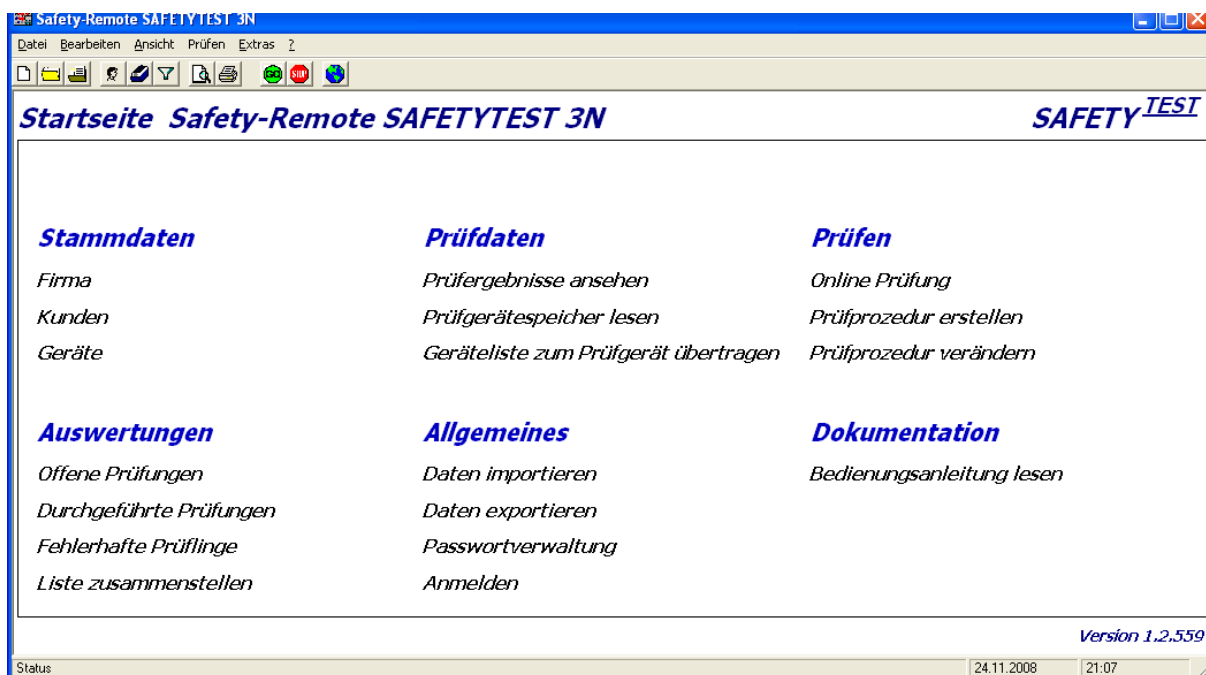 Safety-Remote SAFETYTEST 3N
Datei Bearbeiten Ansicht Prüfen Extras ?
GO STOP
Startseite Safety-Remote SAFETYTEST 3N
SAFETY TEST
Stammdaten
Firma
Kunden
Geräte
Prüfdaten
Prüfergebnisse ansehen
Prüfgerätespeicher lesen
Geräteliste zum Prüfgerät übertragen
Prüfen
Online Prüfung
Prüfprozedur erstellen
Prüfprozedur verändern
Auswertungen
Offene Prüfungen
Durchgeführte Prüfungen
Fehlerhafte Prüflinge
Liste zusammenstellen
Allgemeines
Daten importieren
Daten exportieren
Passwortverwaltung
Anmelden
Dokumentation
Bedienungsanleitung lesen
Version 1.2.559
Status 24.11.2008 21:07